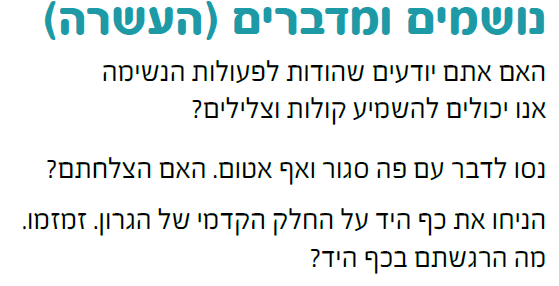 נושמים ומדברים (העשרה)
האם אתם יודעים שהודות לפעולות הנשימה
אנו יכולים להשמיע קולות וצלילים?
נסו לדבר עם פה סגור ואף אטום. האם הצלחתם?
הניחו את כף היד על החלק הקדמי של הגרון. זמזמו.
מה הרגשתם בכף היד?